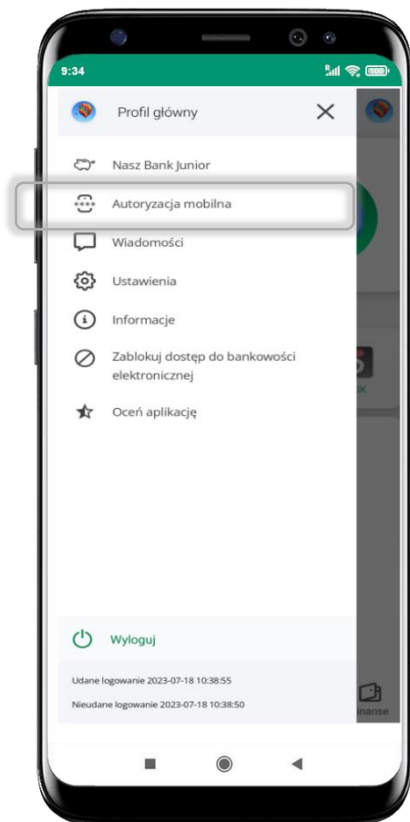 9:34
Profil główny
Nasz Bank Junior
Autoryzacja mobilna
Wiadomości
Ustawienia
Informacje
Zablokuj dostęp do bankowości
elektronicznej
Oceń aplikację
Wyloguj
Udane logowanie 2023-07-18 10:38:55
Nieudane logowanie 2023-07-18 10:38:50